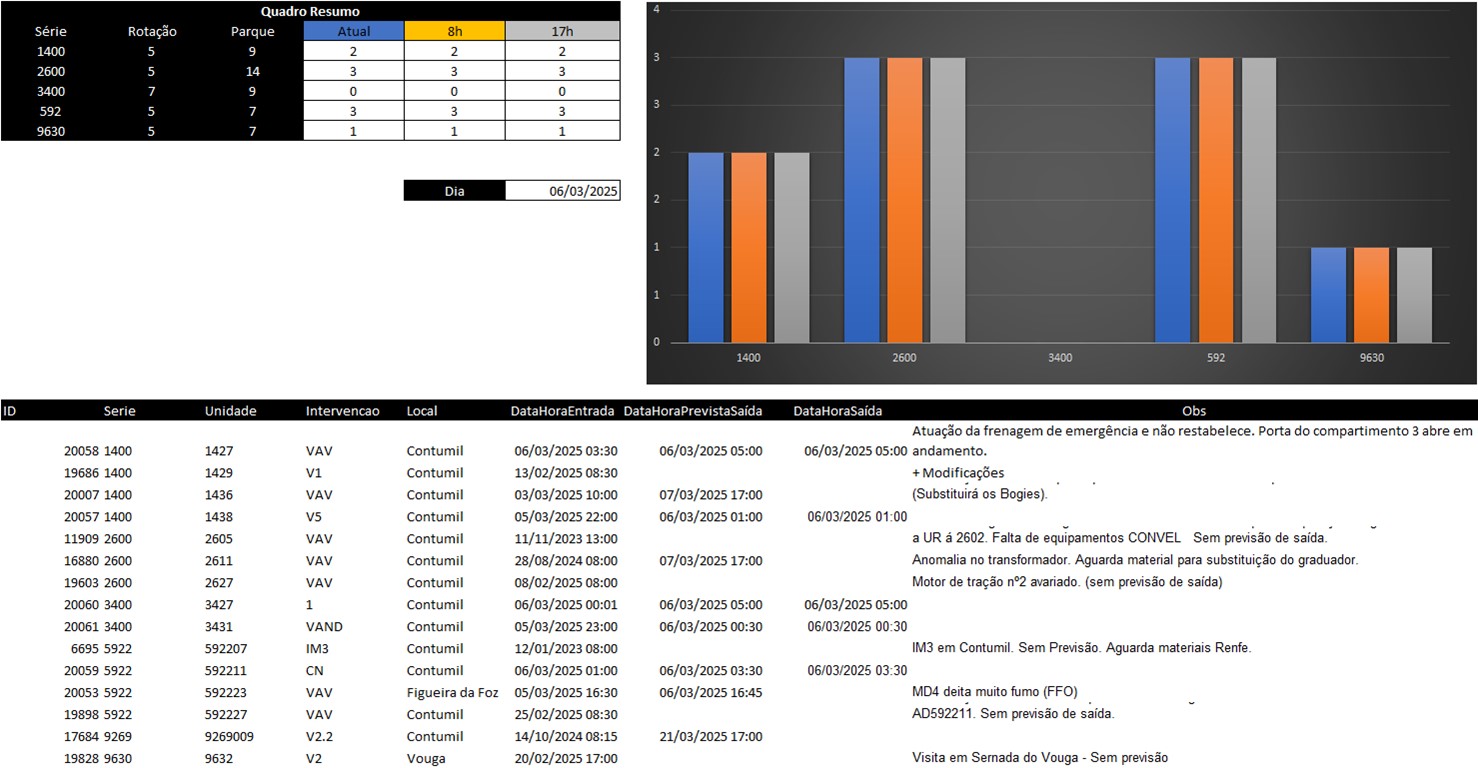 Quadro Resumo
Série Rotação Parque Atual 8h 17h
1400 5 9 2 2 2
2600 5 14 3 3 3
3400 7 9 0 0 0
592 5 7 3 3 3
9630 5 7 1 1 1
Dia 06/03/2025
4
3
3
2
2
1
1
0
1400 2600 3400 592 9630
ID Serie Unidade Intervencao Local DataHoraEntrada DataHoraPrevistaSaída DataHoraSaída Obs
Atuação da frenagem de emergência e não restabelece. Porta do compartimento 3 abre em
20058 1400 1427 VAV Contumil 06/03/2025 03:30 06/03/2025 05:00 06/03/2025 05:00 andamento.
19686 1400 1429 V1 Contumil 13/02/2025 08:30 + Modificações
20007 1400 1436 VAV Contumil 03/03/2025 10:00 07/03/2025 17:00 (Substituirá os Bogies).
20057 1400 1438 V5 Contumil 05/03/2025 22:00 06/03/2025 01:00 06/03/2025 01:00
11909 2600 2605 VAV Contumil 11/11/2023 13:00 a UR á 2602. Falta de equipamentos CONVEL Sem previsão de saída.
16880 2600 2611 VAV Contumil 28/08/2024 08:00 07/03/2025 17:00 Anomalia no transformador. Aguarda material para substituição do graduador.
19603 2600 2627 VAV Contumil 08/02/2025 08:00 Motor de tração nº2 avariado. (sem previsão de saída)
20060 3400 3427 1 Contumil 06/03/2025 00:01 06/03/2025 05:00 06/03/2025 05:00
20061 3400 3431 VAND Contumil 05/03/2025 23:00 06/03/2025 00:30 06/03/2025 00:30
6695 5922 592207 IM3 Contumil 12/01/2023 08:00 IM3 em Contumil. Sem Previsão. Aguarda materiais Renfe.
20059 5922 592211 CN Contumil 06/03/2025 01:00 06/03/2025 03:30 06/03/2025 03:30
20053 5922 592223 VAV Figueira da Foz 05/03/2025 16:30 06/03/2025 16:45 MD4 deita muito fumo (FFO)
19898 5922 592227 VAV Contumil 25/02/2025 08:30 AD592211. Sem previsão de saída.
17684 9269 9269009 V2.2 Contumil 14/10/2024 08:15 21/03/2025 17:00
19828 9630 9632 V2 Vouga 20/02/2025 17:00 Visita em Sernada do Vouga - Sem previsão